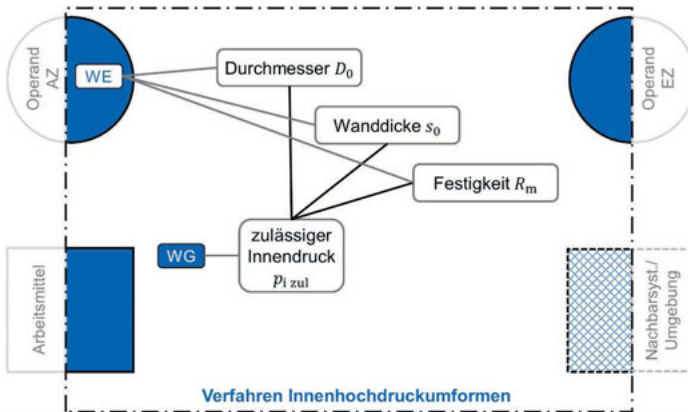 Operand
AZ
WE
Durchmesser D₀
Operand
EZ
Wanddicke s₀
Festigkeit Rₘ
Arbeitsmittel
WG
zulässiger
Innendruck
pᵢ zul
Nachbarsyst./
Umgebung
Verfahren Innenhochdruckumformen